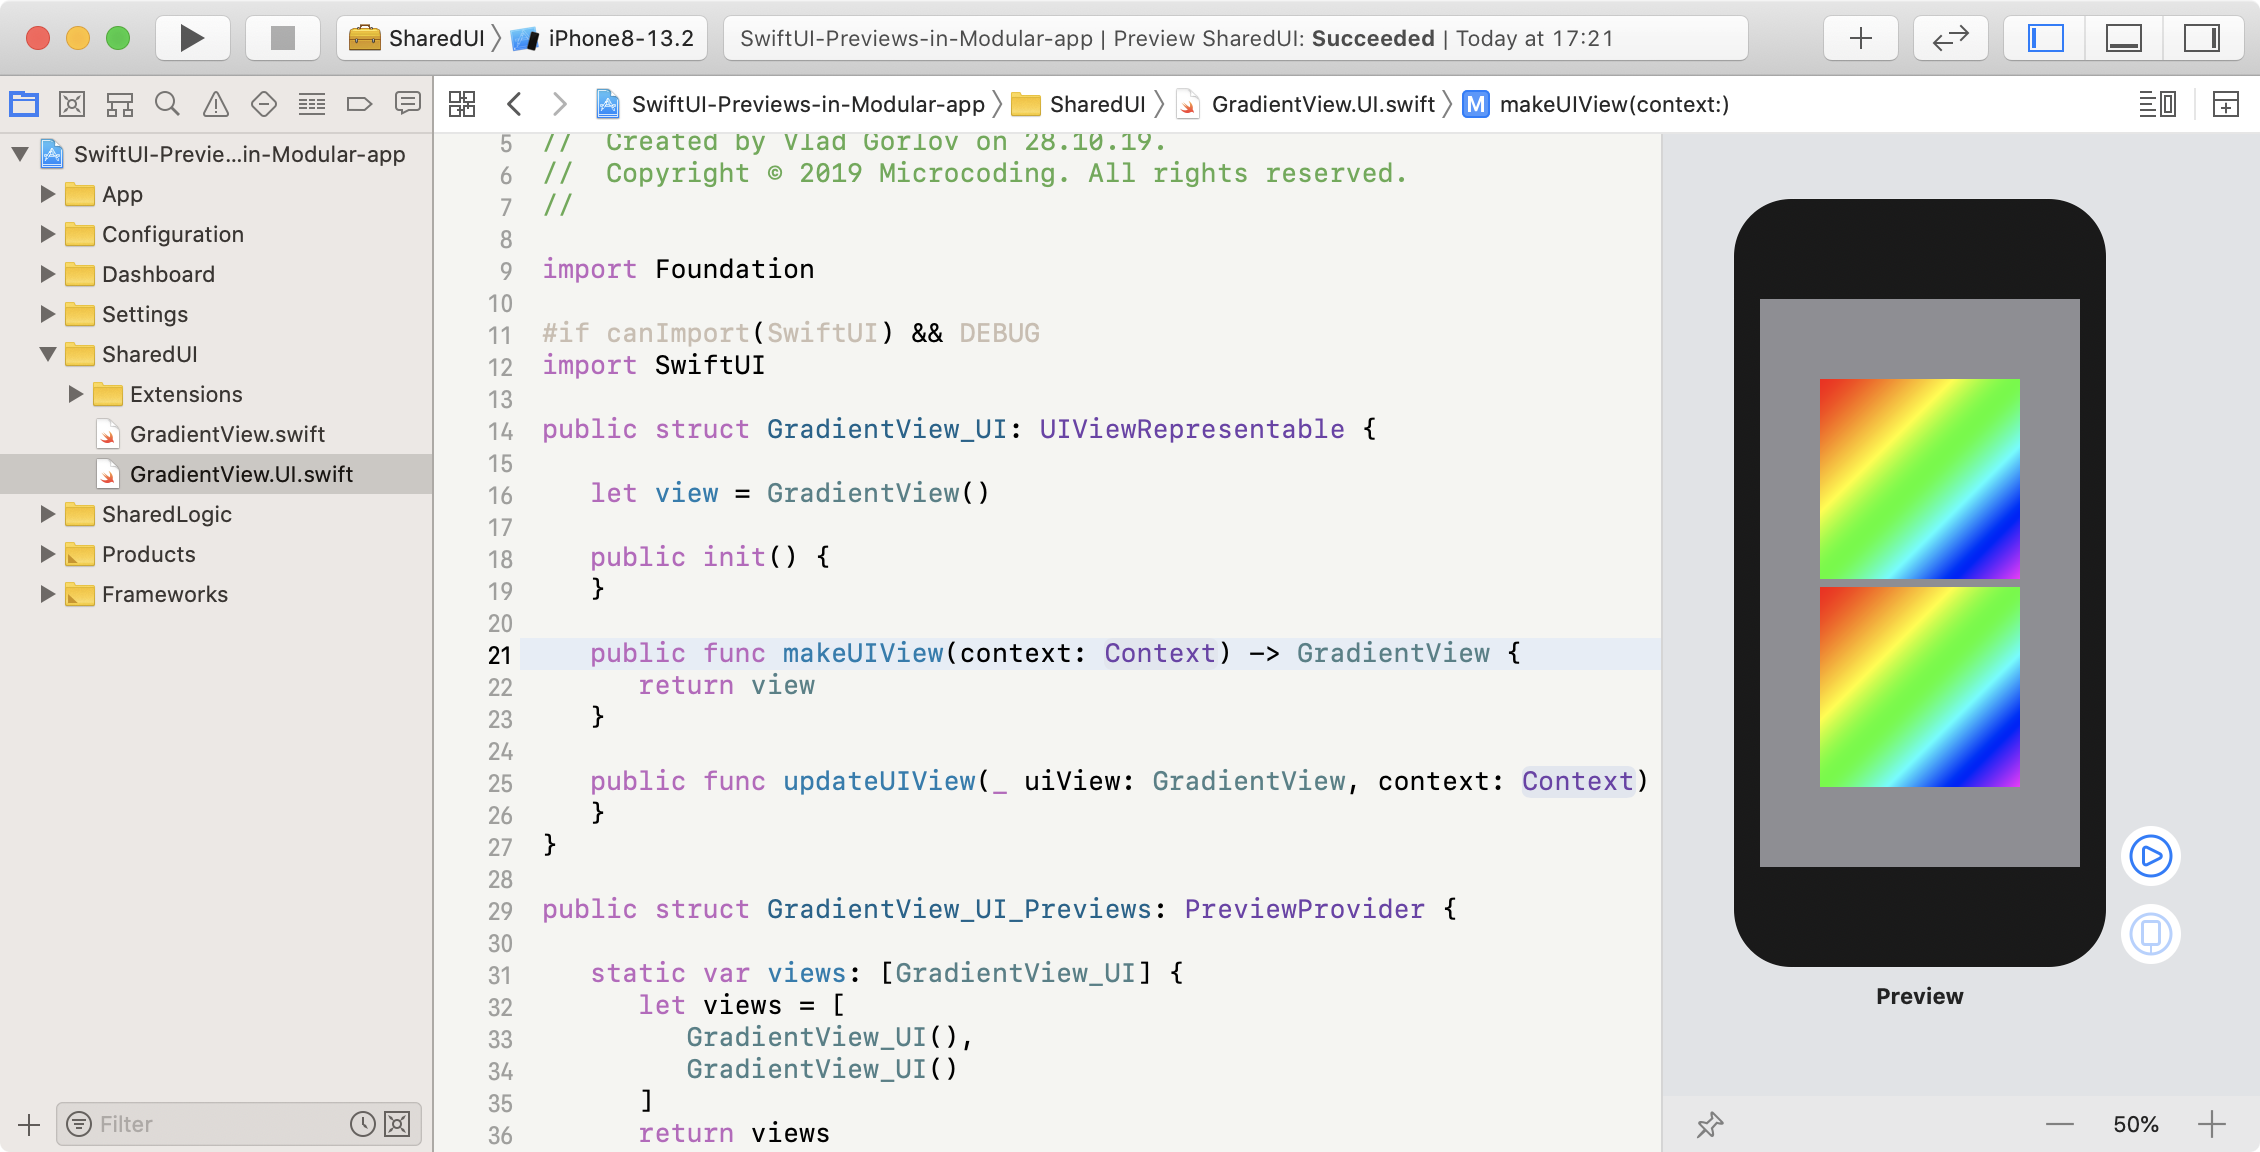 SharedUI 〉 iPhone8-13.2
SwiftUI-Previews-in-Modular-app | Preview SharedUI: Succeeded | Today at 17:21
SwiftUI-Previews-in-Modular-app 〉 SharedUI 〉 GradientView.UI.swift 〉 M makeUIView(context:)
SwiftUI-Previe...in-Modular-app
App
Configuration
Dashboard
Settings
SharedUI
Extensions
GradientView.swift
GradientView.UI.swift
SharedLogic
Products
Frameworks
Filter
5 //  Created by Vlad Gorlov on 28.10.19.
6 //  Copyright © 2019 Microcoding. All rights reserved.
7 //
8
9 import Foundation
10
11 #if canImport(SwiftUI) && DEBUG
12 import SwiftUI
13
14 public struct GradientView_UI: UIViewRepresentable {
15
16    let view = GradientView()
17
18    public init() {
19    }
20
21    public func makeUIView(context: Context) -> GradientView {
22       return view
23    }
24
25    public func updateUIView(_ uiView: GradientView, context: Context)
26    }
27 }
28
29 public struct GradientView_UI_Previews: PreviewProvider {
30
31    static var views: [GradientView_UI] {
32       let views = [
33          GradientView_UI(),
34          GradientView_UI()
35       ]
36       return views
Preview
50%